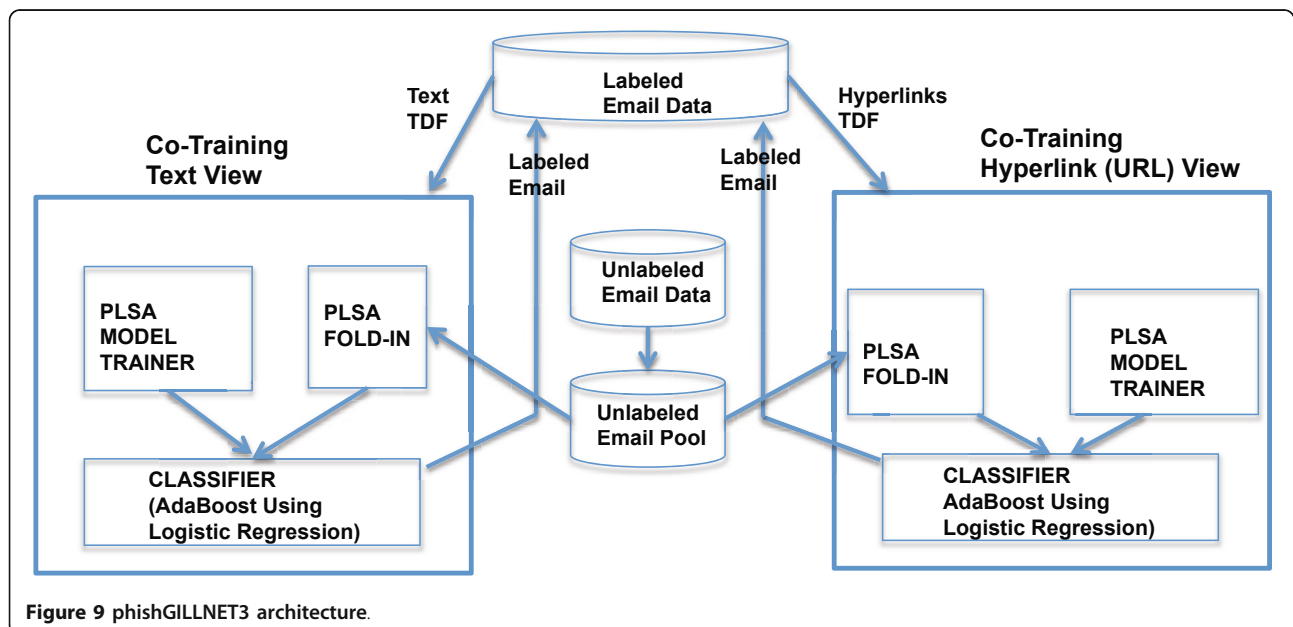 Labeled
Email Data
Text
TDF
Hyperlinks
TDF
Co-Training
Text View
Labeled
Email
Labeled
Email
Co-Training
Hyperlink (URL) View
PLSA
MODEL
TRAINER
PLSA
FOLD-IN
Unlabeled
Email Data
Unlabeled
Email Pool
PLSA
FOLD-IN
PLSA
MODEL
TRAINER
CLASSIFIER
(AdaBoost Using
Logistic Regression)
CLASSIFIER
AdaBoost Using
Logistic Regression)
Figure 9 phishGILLNET3 architecture.